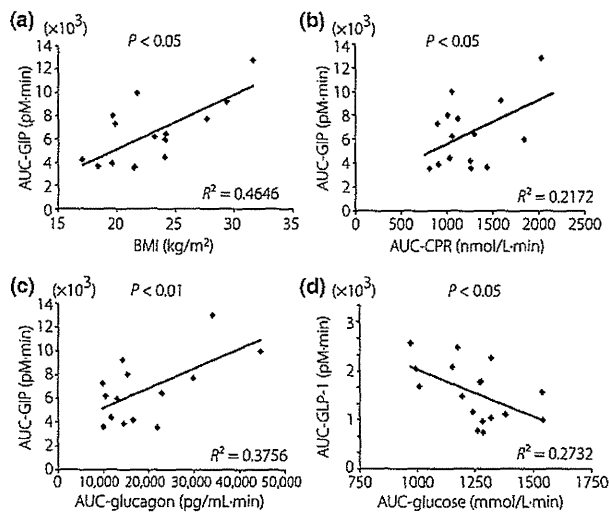 (a)
(×10³)
P < 0.05
14
12
10
8
6
4
2
0
AUC-GIP (pM·min)
R² = 0.4646
15 20 25 30 35
BMI (kg/m²)
(b)
(×10³)
P < 0.05
14
12
10
8
6
4
2
0
AUC-GIP (pM·min)
R² = 0.2172
0 500 1000 1500 2000 2500
AUC-CPR (nmol/L·min)
(c)
(×10³)
P < 0.01
14
12
10
8
6
4
2
0
AUC-GIP (pM·min)
R² = 0.3756
0 10,000 20,000 30,000 40,000 50,000
AUC-glucagon (pg/mL·min)
(d)
(×10³)
P < 0.05
3
2
1
0
AUC-GLP-1 (pM·min)
R² = 0.2732
750 1000 1250 1500 1750
AUC-glucose (mmol/L·min)